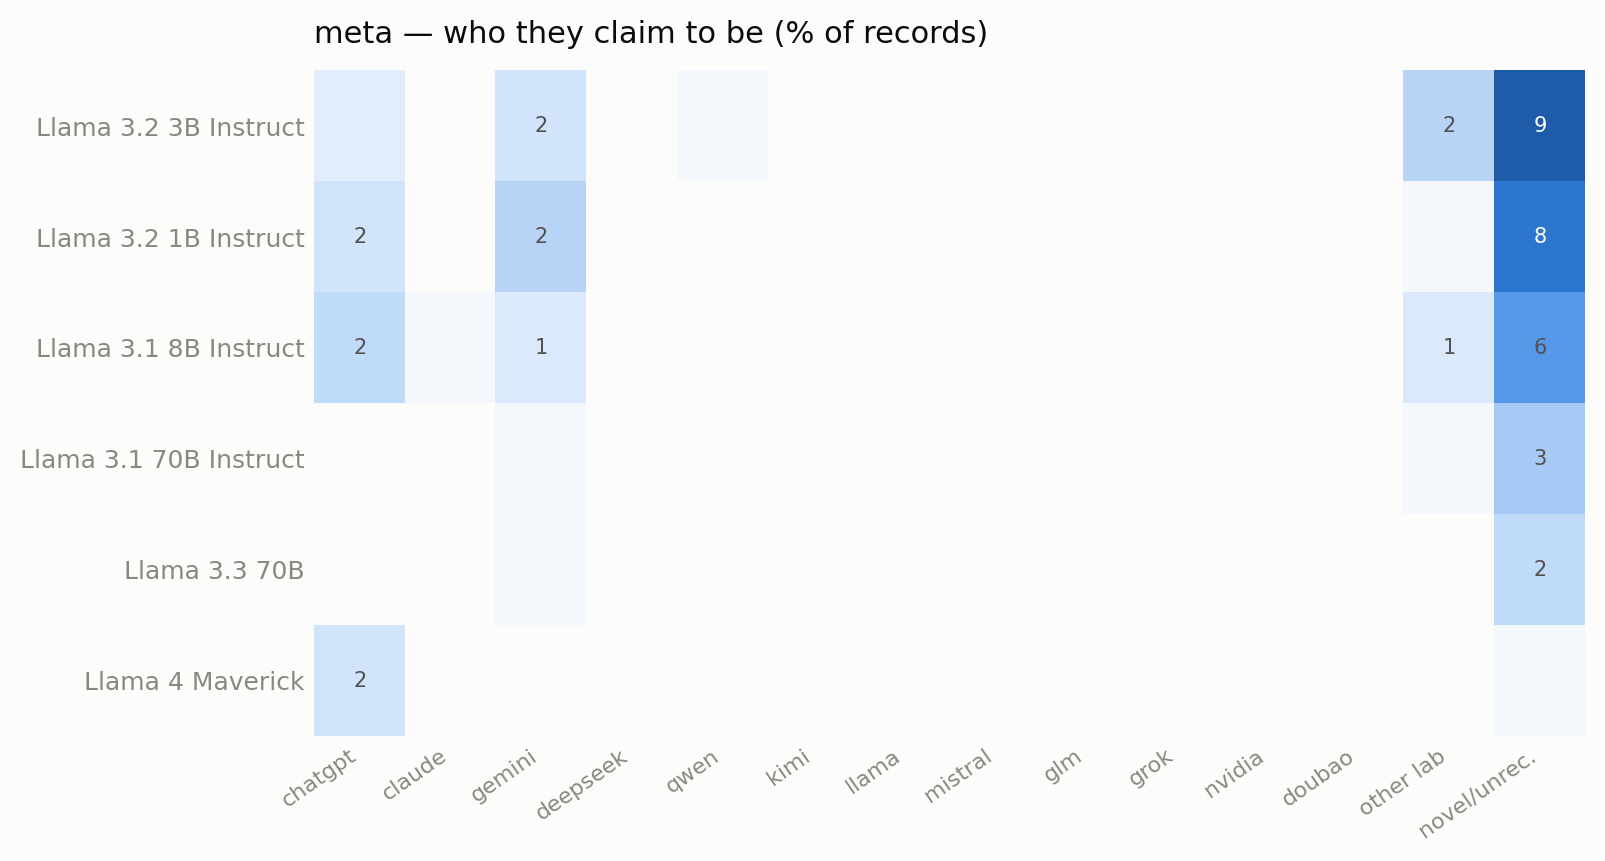 meta — who they claim to be (% of records)
Llama 3.2 3B Instruct 2 2 9
Llama 3.2 1B Instruct 2 2 8
Llama 3.1 8B Instruct 2 1 1 6
Llama 3.1 70B Instruct 3
Llama 3.3 70B 2
Llama 4 Maverick 2
chatgpt claude gemini deepseek qwen kimi llama mistral glm grok nvidia doubao other lab novel/unrec.